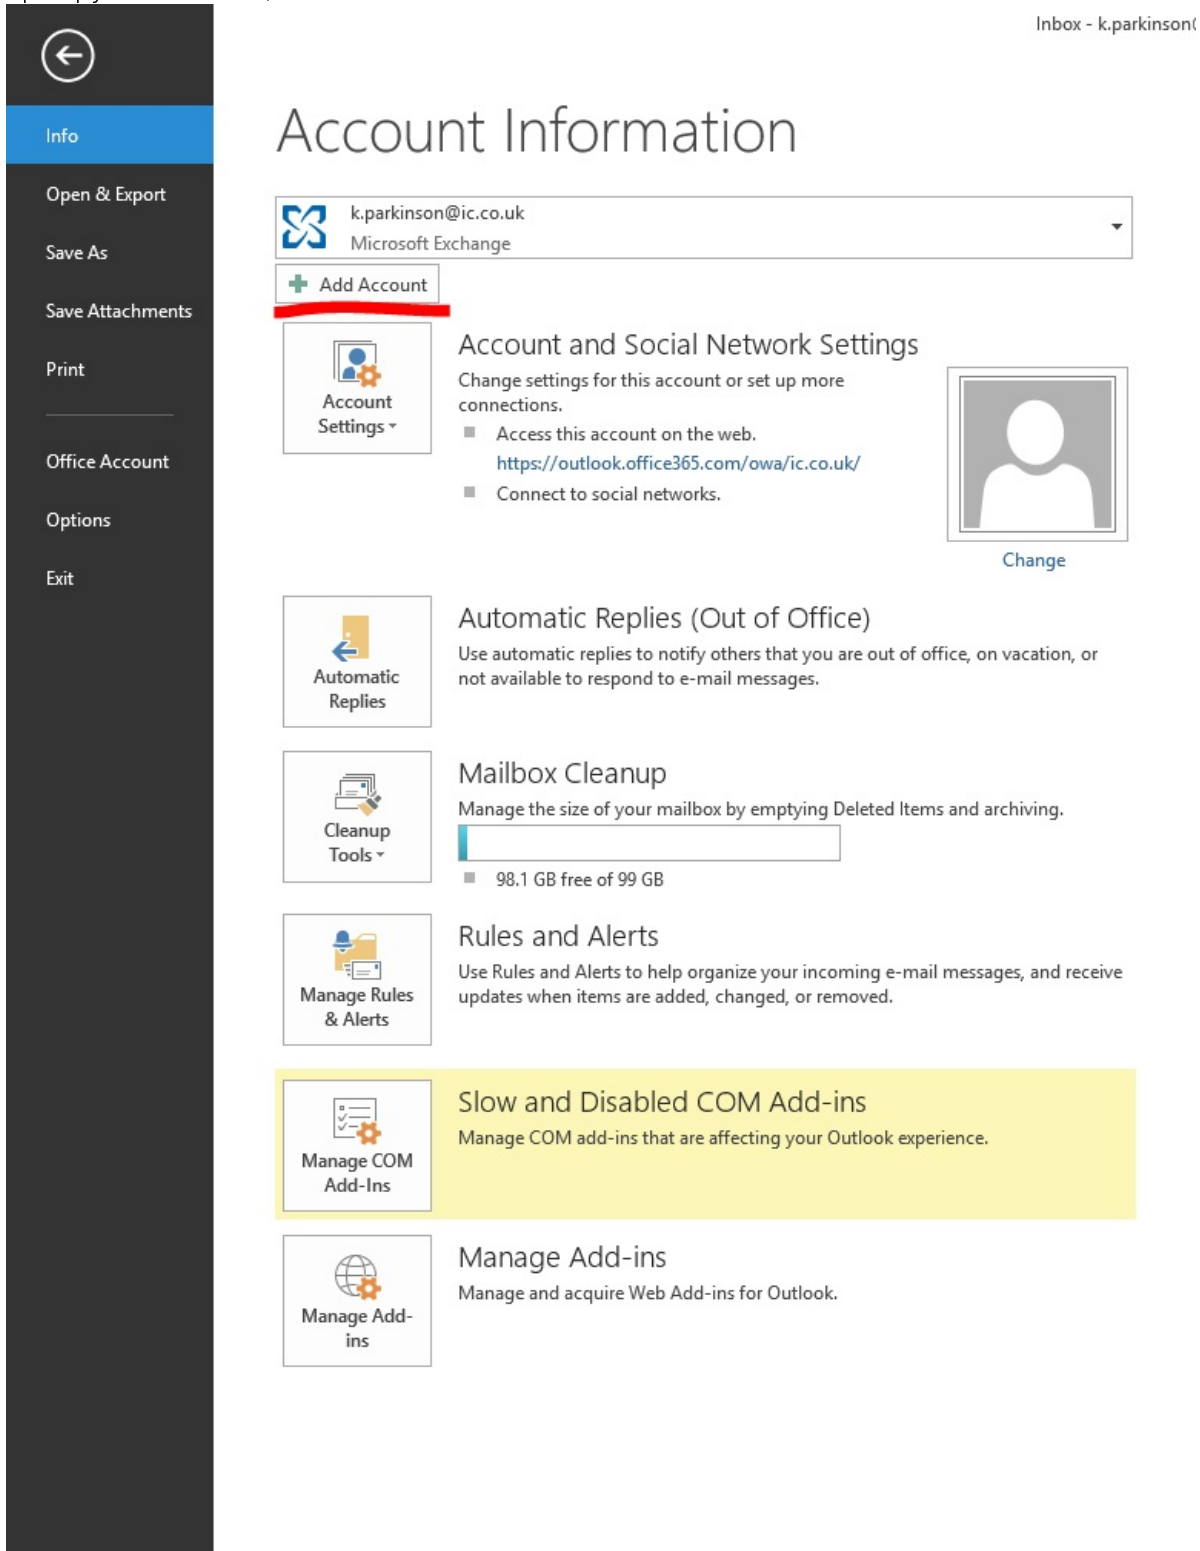 Inbox - k.parkinson@
Info
Open & Export
Save As
Save Attachments
Print
Office Account
Options
Exit
Account Information
k.parkinson@ic.co.uk
Microsoft Exchange
Add Account
Account
Settings
Account and Social Network Settings
Change settings for this account or set up more
connections.
Access this account on the web.
https://outlook.office365.com/owa/ic.co.uk/
Connect to social networks.
Change
Automatic
Replies
Automatic Replies (Out of Office)
Use automatic replies to notify others that you are out of office, on vacation, or
not available to respond to e-mail messages.
Cleanup
Tools
Mailbox Cleanup
Manage the size of your mailbox by emptying Deleted Items and archiving.
98.1 GB free of 99 GB
Manage Rules
& Alerts
Rules and Alerts
Use Rules and Alerts to help organize your incoming e-mail messages, and receive
updates when items are added, changed, or removed.
Manage COM
Add-Ins
Slow and Disabled COM Add-ins
Manage COM add-ins that are affecting your Outlook experience.
Manage Add-
ins
Manage Add-ins
Manage and acquire Web Add-ins for Outlook.